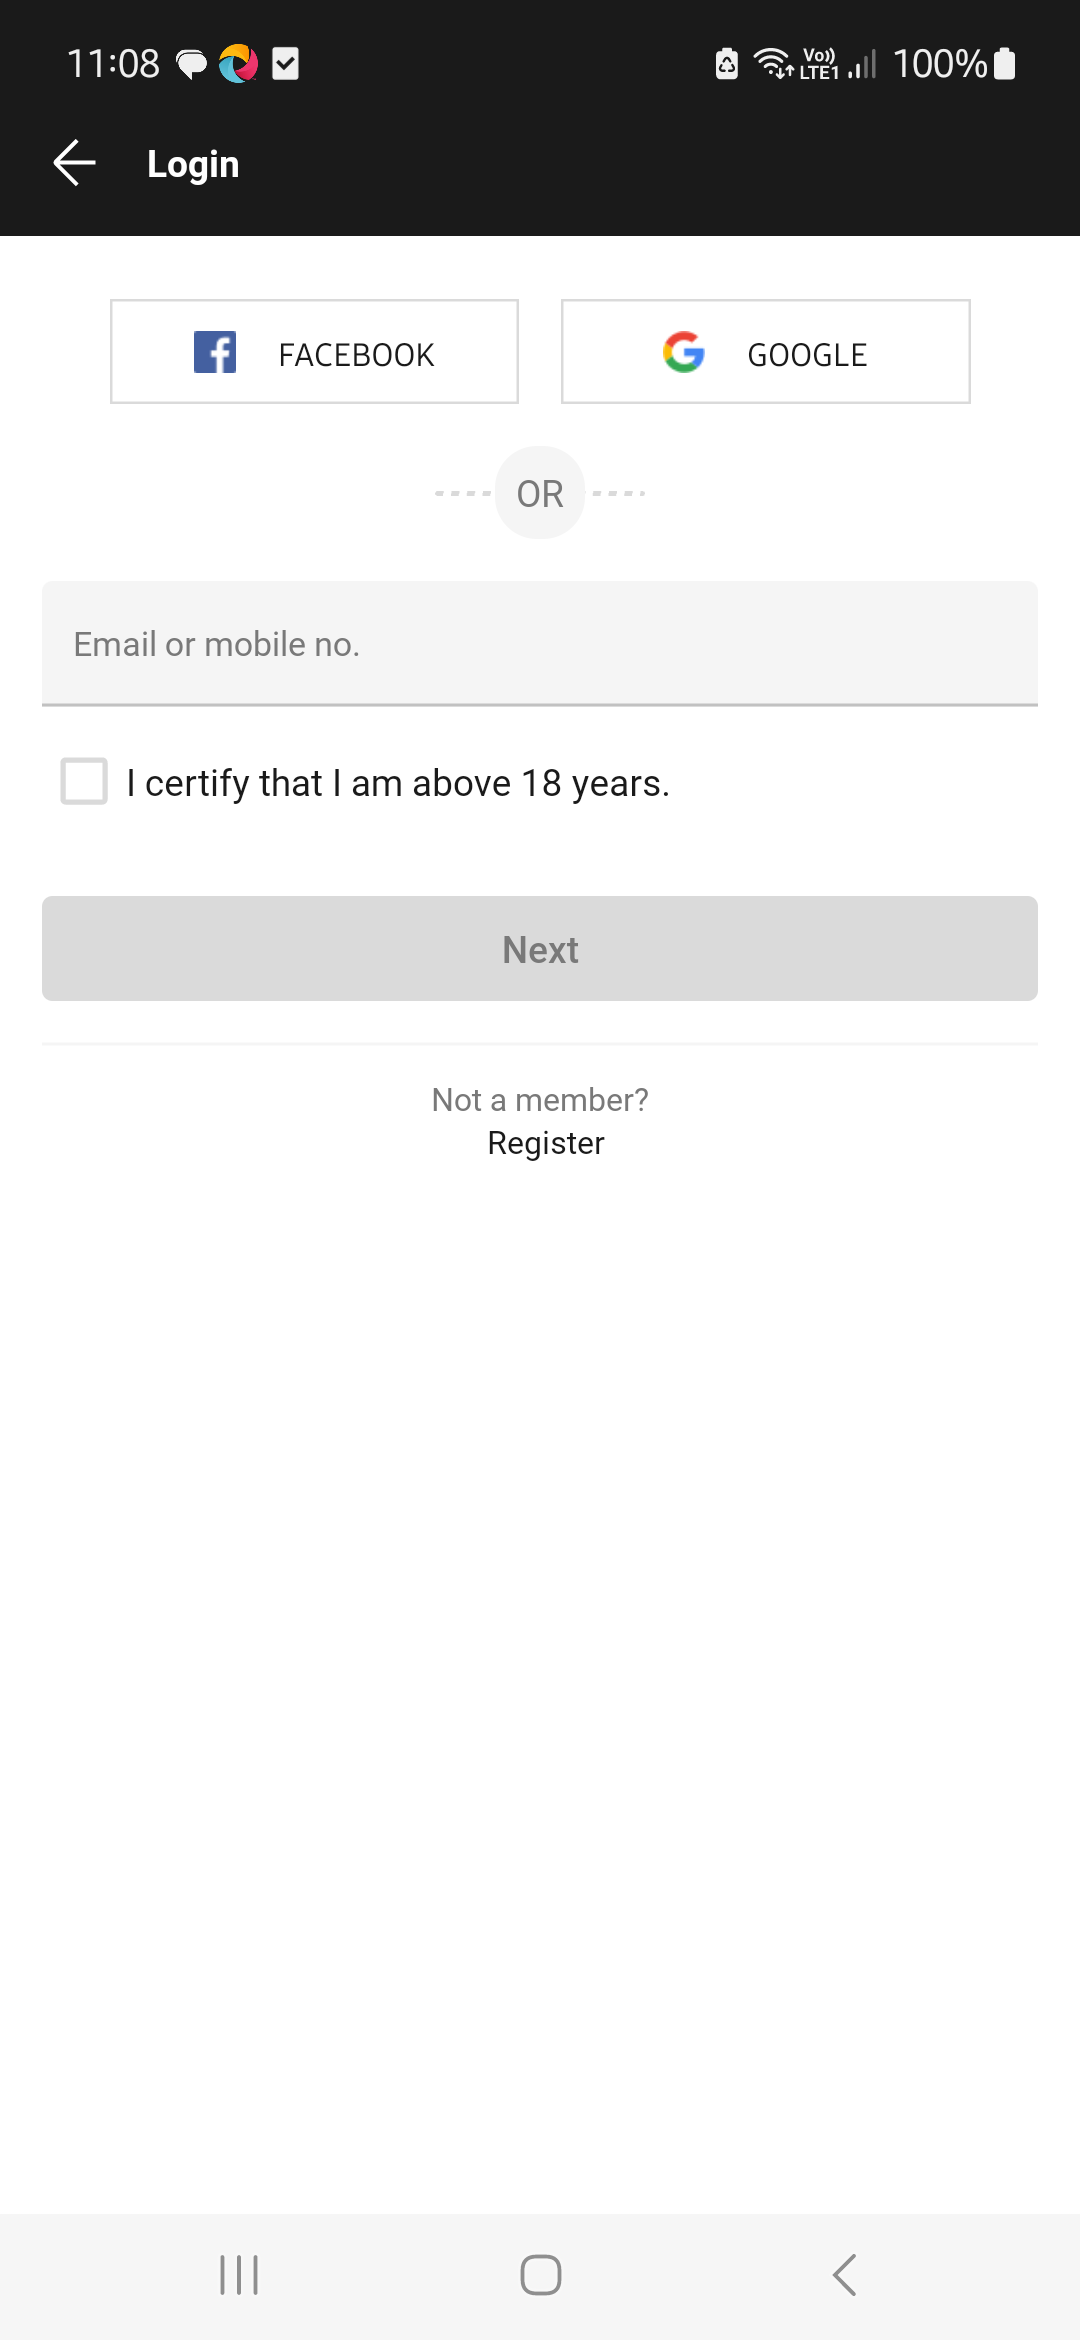 11:08 Vo)) LTE1 100%
Login
FACEBOOK GOOGLE
OR
Email or mobile no.
I certify that I am above 18 years.
Next
Not a member?
Register